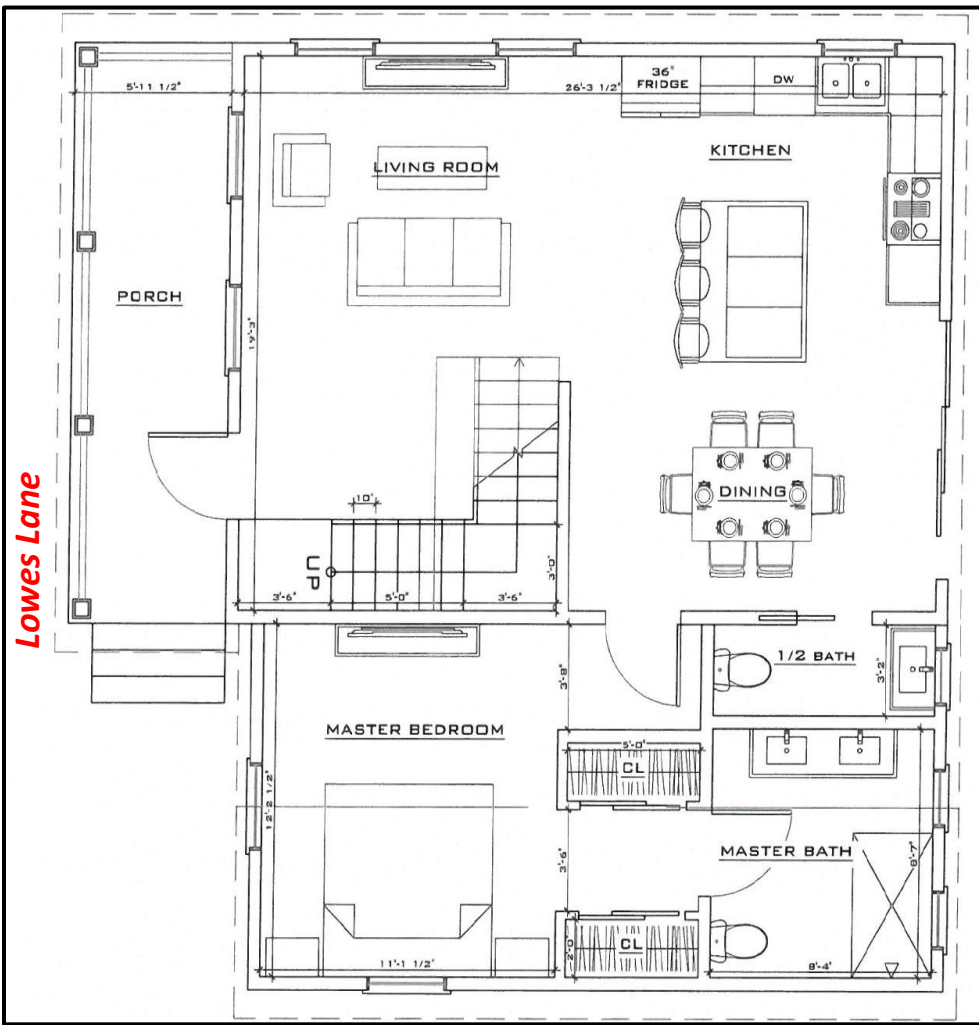 5'-11 1/2"
26'-3 1/2"
36"
FRIDGE
DW
KITCHEN
LIVING ROOM
PORCH
19'-3"
Lowes Lane
DINING
10"
UP
3'-6"
5'-0"
3'-6"
3'-0"
1/2 BATH
3'-2"
3'-8"
MASTER BEDROOM
5'-0"
CL
12'-2 1/2"
3'-6"
MASTER BATH
8'-7"
CL
2'-0"
11'-1 1/2"
8'-4"